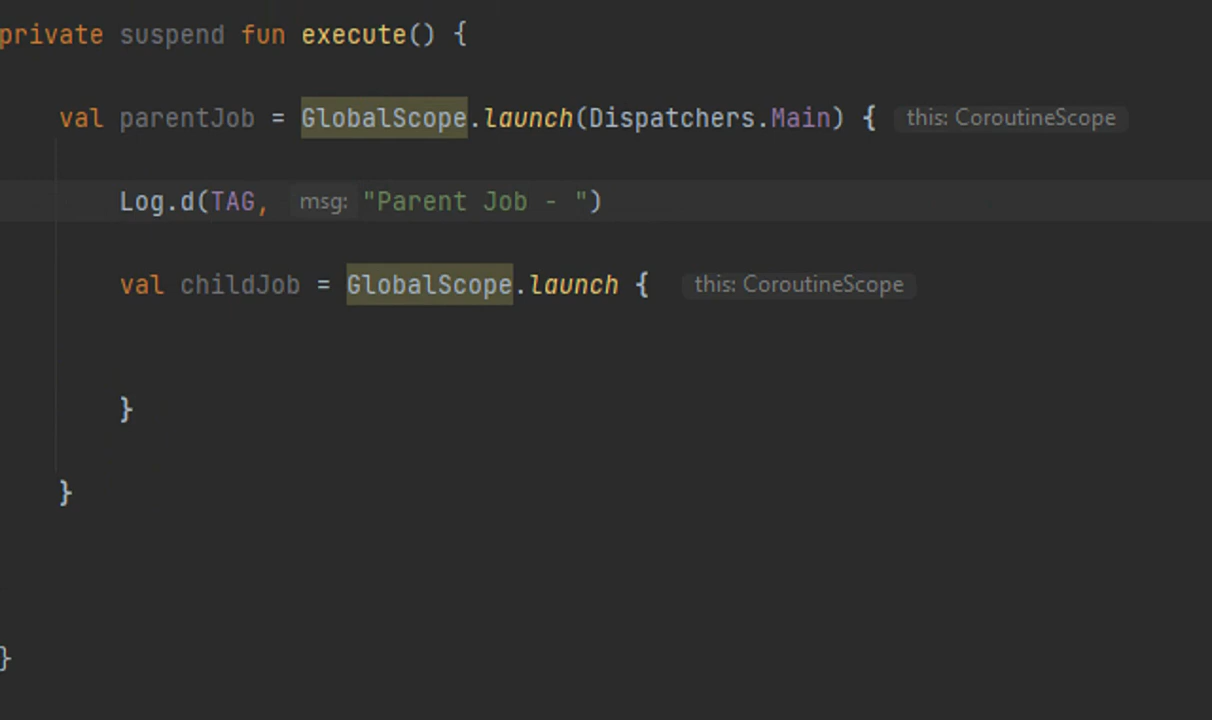 private suspend fun execute() {
val parentJob = GlobalScope.launch(Dispatchers.Main) { this: CoroutineScope
Log.d(TAG, msg: "Parent Job - ")
val childJob = GlobalScope.launch { this: CoroutineScope
}
}
}